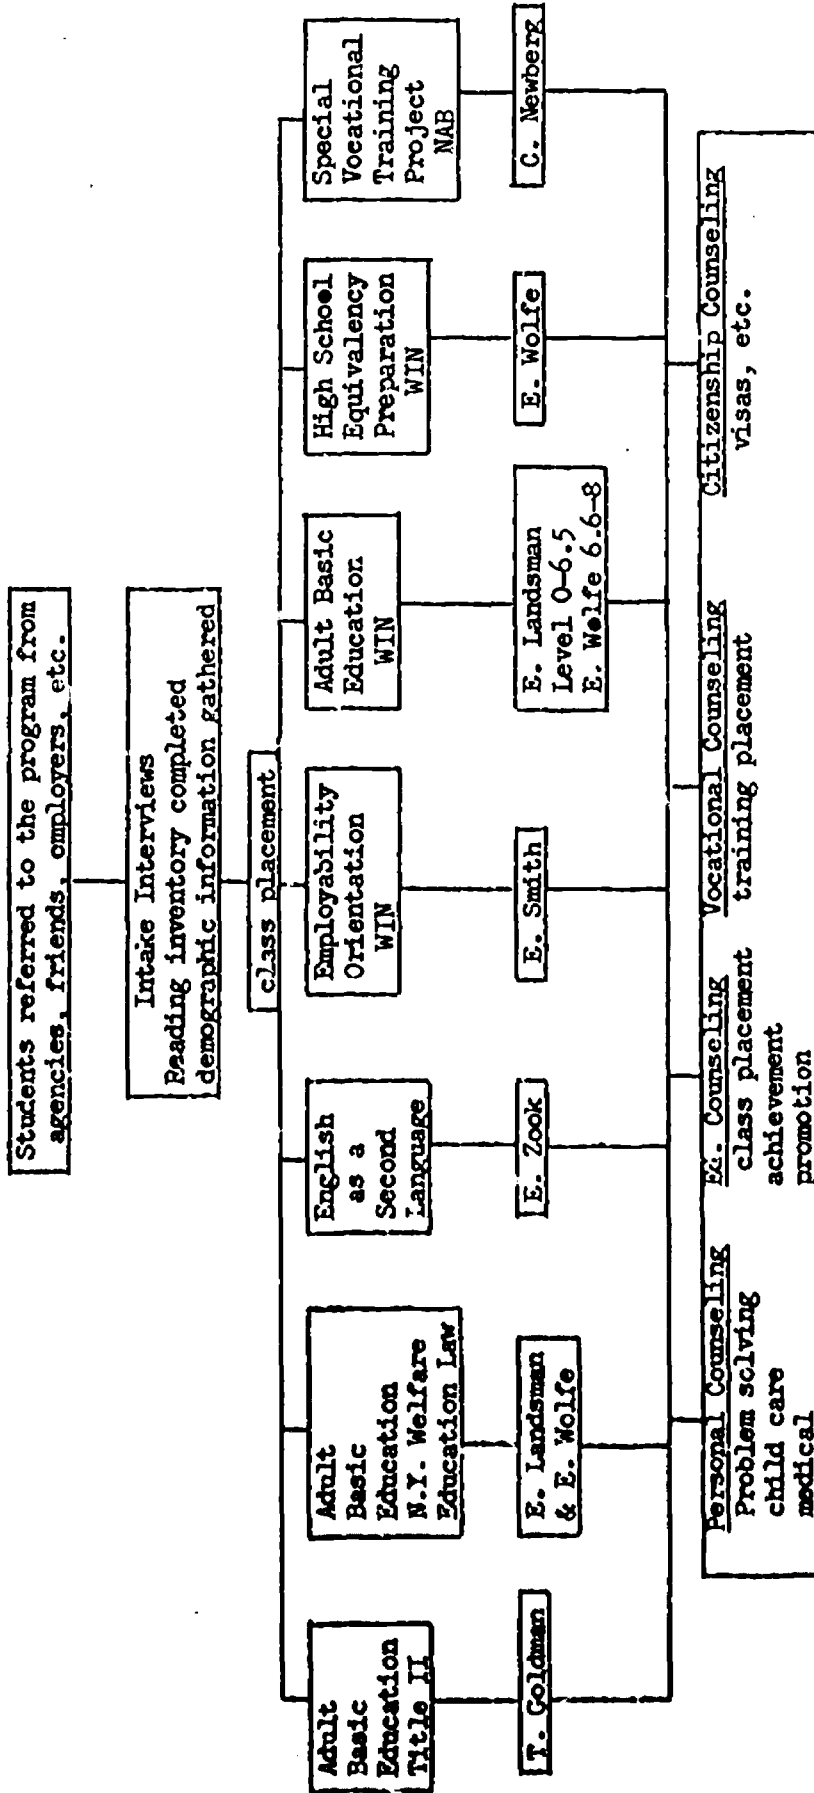 Students referred to the program from
agencies, friends, employers, etc.
Intake Interviews
Reading inventory completed
demographic information gathered
class placement
Adult
Basic
Education
Title II
Adult
Basic
Education
N.Y. Welfare
Education Law
English
as a
Second
Language
Employability
Orientation
WIN
Adult Basic
Education
WIN
High School
Equivalency
Preparation
WIN
Special
Vocational
Training
Project
NAB
T. Goldman
E. Landsman
& E. Wolfe
E. Zook
E. Smith
E. Landsman
Level 0-6.5
E. Wolfe 6.6-8
E. Wolfe
C. Newberg
Personal Counseling
Problem solving
child care
medical
Ed. Counseling
class placement
achievement
promotion
Vocational Counseling
training placement
Citizenship Counseling
visas, etc.